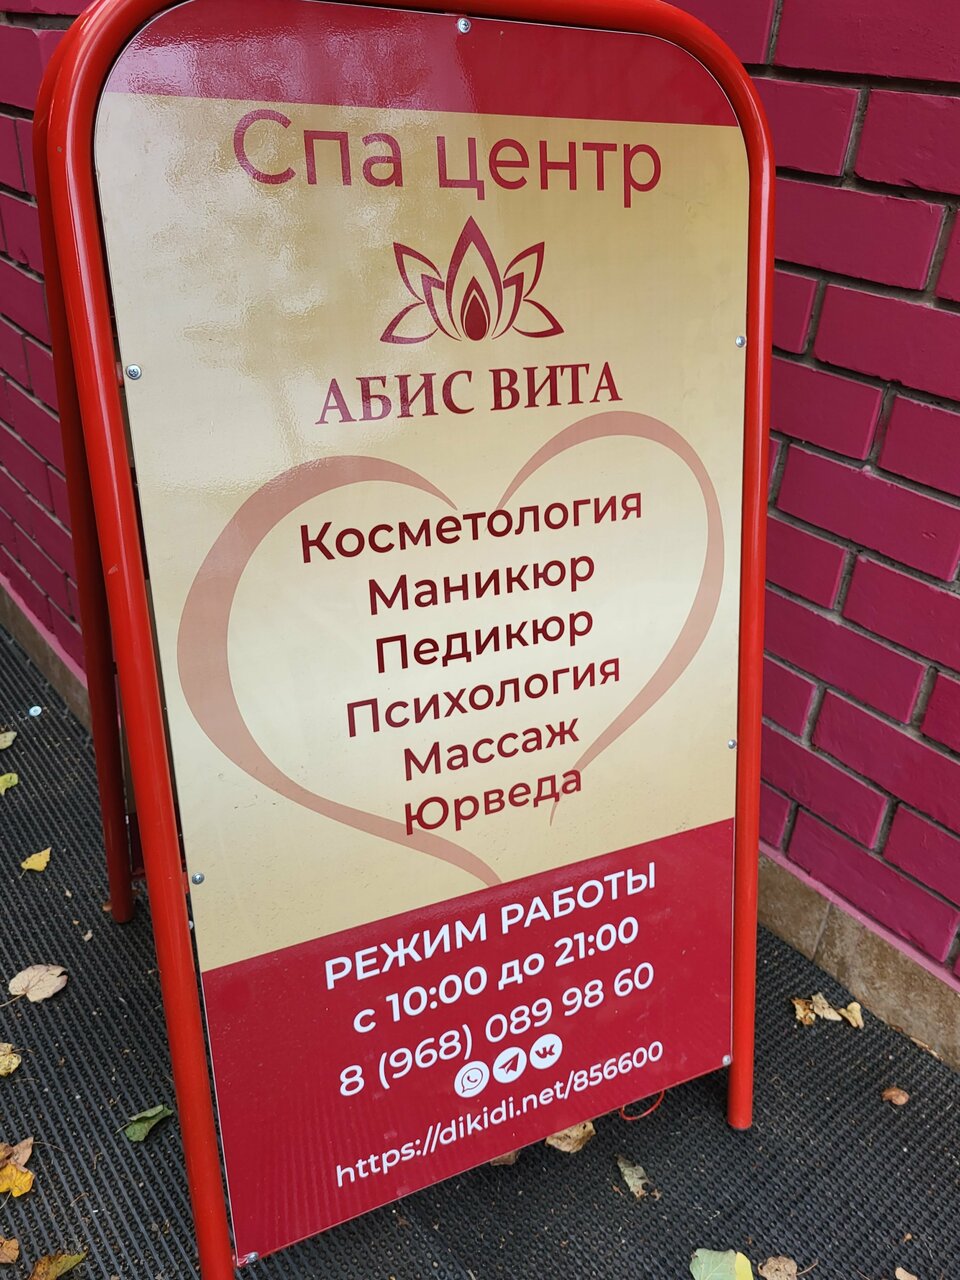 Спа центр
АБИС ВИТА
Косметология
Маникюр
Педикюр
Психология
Массаж
Юрведа
РЕЖИМ РАБОТЫ
с 10:00 до 21:00
8 (968) 089 98 60
https://dikidi.net/856600